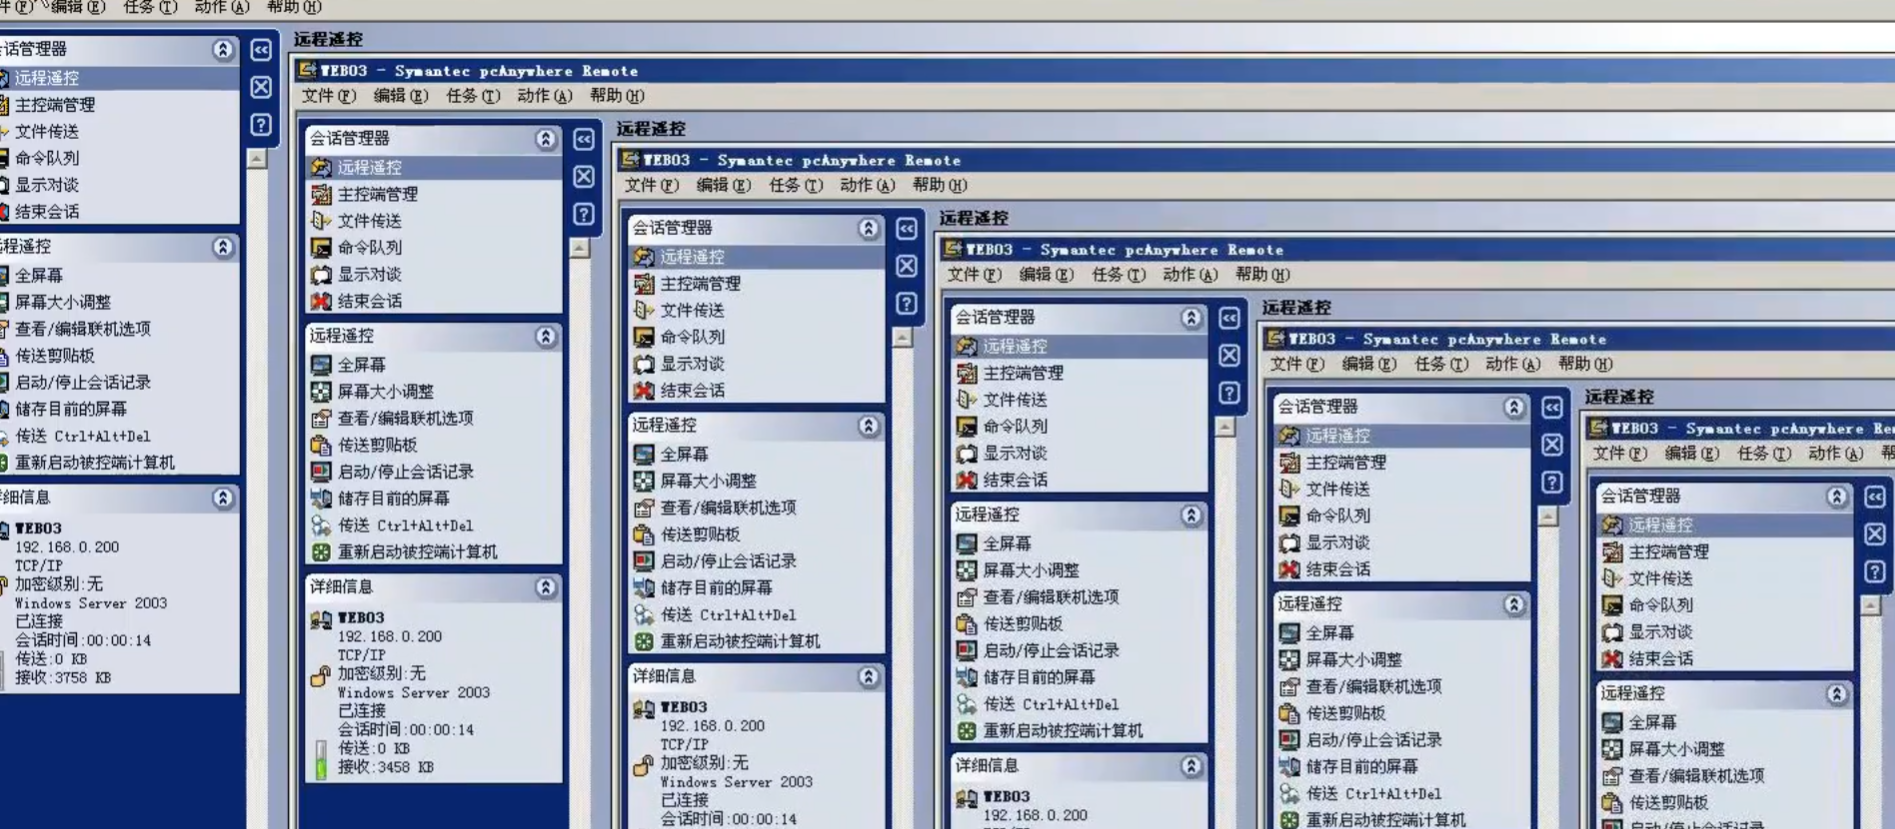 件(F) 编辑(E) 任务(T) 动作(A) 帮助(H)
会话管理器
远程遥控
主控端管理
文件传送
命令队列
显示对谈
结束会话
远程遥控
全屏幕
屏幕大小调整
查看/编辑联机选项
传送剪贴板
启动/停止会话记录
储存目前的屏幕
传送 Ctrl+Alt+Del
重新启动被控端计算机
详细信息
WEB03
192.168.0.200
TCP/IP
加密级别:无
Windows Server 2003
已连接
会话时间:00:00:14
传送:0 KB
接收:3758 KB
远程遥控
WEB03 - Symantec pcAnywhere Remote
文件(F) 编辑(E) 任务(T) 动作(A) 帮助(H)
会话管理器
远程遥控
主控端管理
文件传送
命令队列
显示对谈
结束会话
远程遥控
全屏幕
屏幕大小调整
查看/编辑联机选项
传送剪贴板
启动/停止会话记录
储存目前的屏幕
传送 Ctrl+Alt+Del
重新启动被控端计算机
详细信息
WEB03
192.168.0.200
TCP/IP
加密级别:无
Windows Server 2003
已连接
会话时间:00:00:14
传送:0 KB
接收:3458 KB
远程遥控
WEB03 - Symantec pcAnywhere Remote
文件(F) 编辑(E) 任务(T) 动作(A) 帮助(H)
会话管理器
远程遥控
主控端管理
文件传送
命令队列
显示对谈
结束会话
远程遥控
全屏幕
屏幕大小调整
查看/编辑联机选项
传送剪贴板
启动/停止会话记录
储存目前的屏幕
传送 Ctrl+Alt+Del
重新启动被控端计算机
详细信息
WEB03
192.168.0.200
TCP/IP
加密级别:无
Windows Server 2003
已连接
会话时间:00:00:14
远程遥控
WEB03 - Symantec pcAnywhere Remote
文件(F) 编辑(E) 任务(T) 动作(A) 帮助(H)
会话管理器
远程遥控
主控端管理
文件传送
命令队列
显示对谈
结束会话
远程遥控
全屏幕
屏幕大小调整
查看/编辑联机选项
传送剪贴板
启动/停止会话记录
储存目前的屏幕
传送 Ctrl+Alt+Del
重新启动被控端计算机
详细信息
WEB03
192.168.0.200
远程遥控
WEB03 - Symantec pcAnywhere Remote
文件(F) 编辑(E) 任务(T) 动作(A) 帮助(H)
会话管理器
远程遥控
主控端管理
文件传送
命令队列
显示对谈
结束会话
远程遥控
全屏幕
屏幕大小调整
查看/编辑联机选项
传送剪贴板
启动/停止会话记录
储存目前的屏幕
传送 Ctrl+Alt+Del
重新启动被控端计算机
远程遥控
WEB03 - Symantec pcAnywhere Re
文件(F) 编辑(E) 任务(T) 动作(A) 帮
会话管理器
远程遥控
主控端管理
文件传送
命令队列
显示对谈
结束会话
远程遥控
全屏幕
屏幕大小调整
查看/编辑联机选项
传送剪贴板
启动/停止会话记录